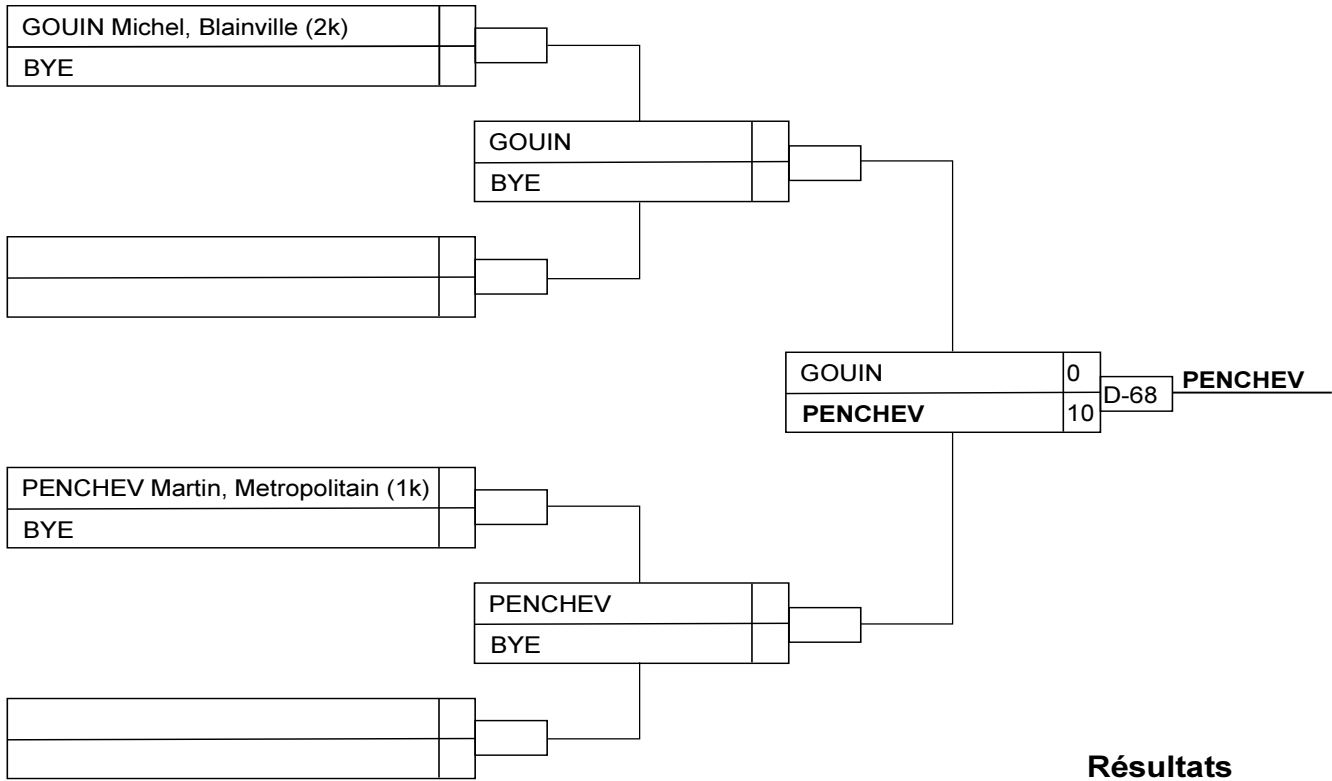 GOUIN Michel, Blainville (2k)
BYE
GOUIN
BYE
GOUIN 0
PENCHEV 10
D-68
PENCHEV
PENCHEV Martin, Metropolitain (1k)
BYE
PENCHEV
BYE
Résultats